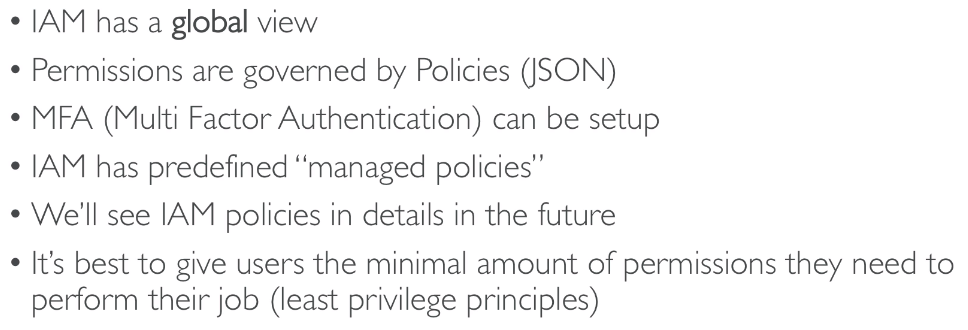 • IAM has a global view
• Permissions are governed by Policies (JSON)
• MFA (Multi Factor Authentication) can be setup
• IAM has predefined “managed policies”
• We’ll see IAM policies in details in the future
• It’s best to give users the minimal amount of permissions they need to
perform their job (least privilege principles)